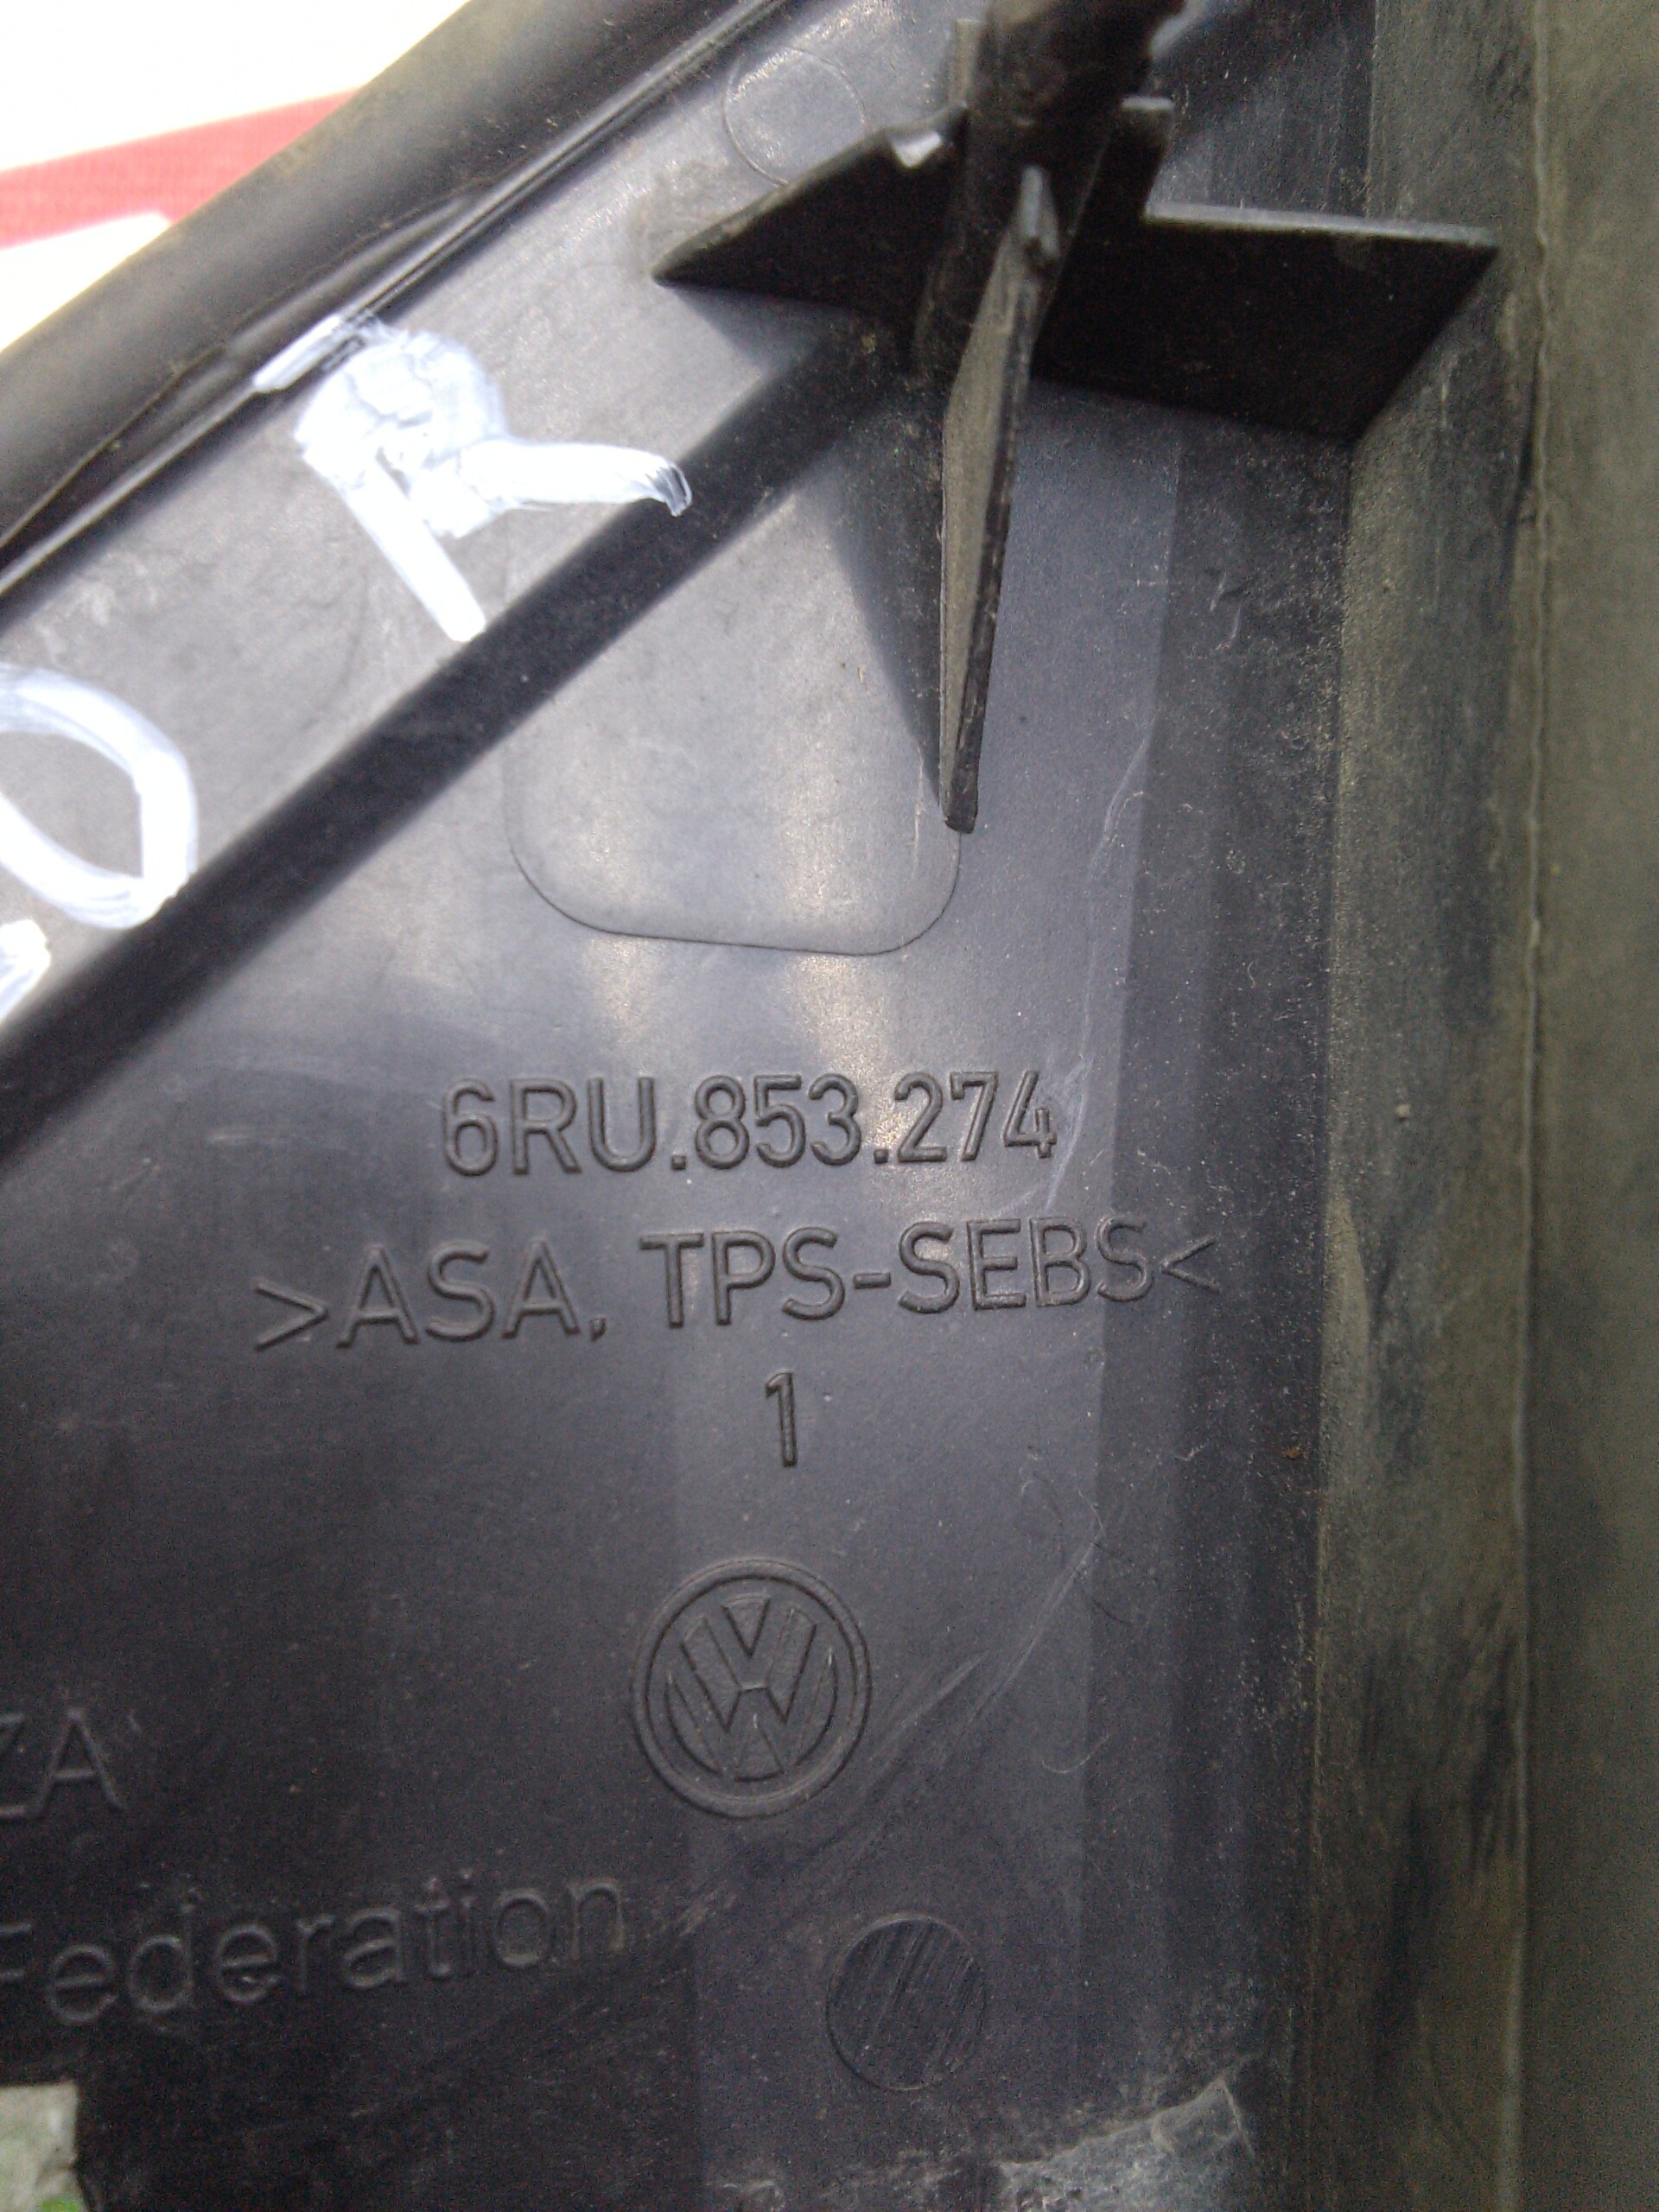 6RU.853.274
>ASA, TPS-SEBS<
1
Federation